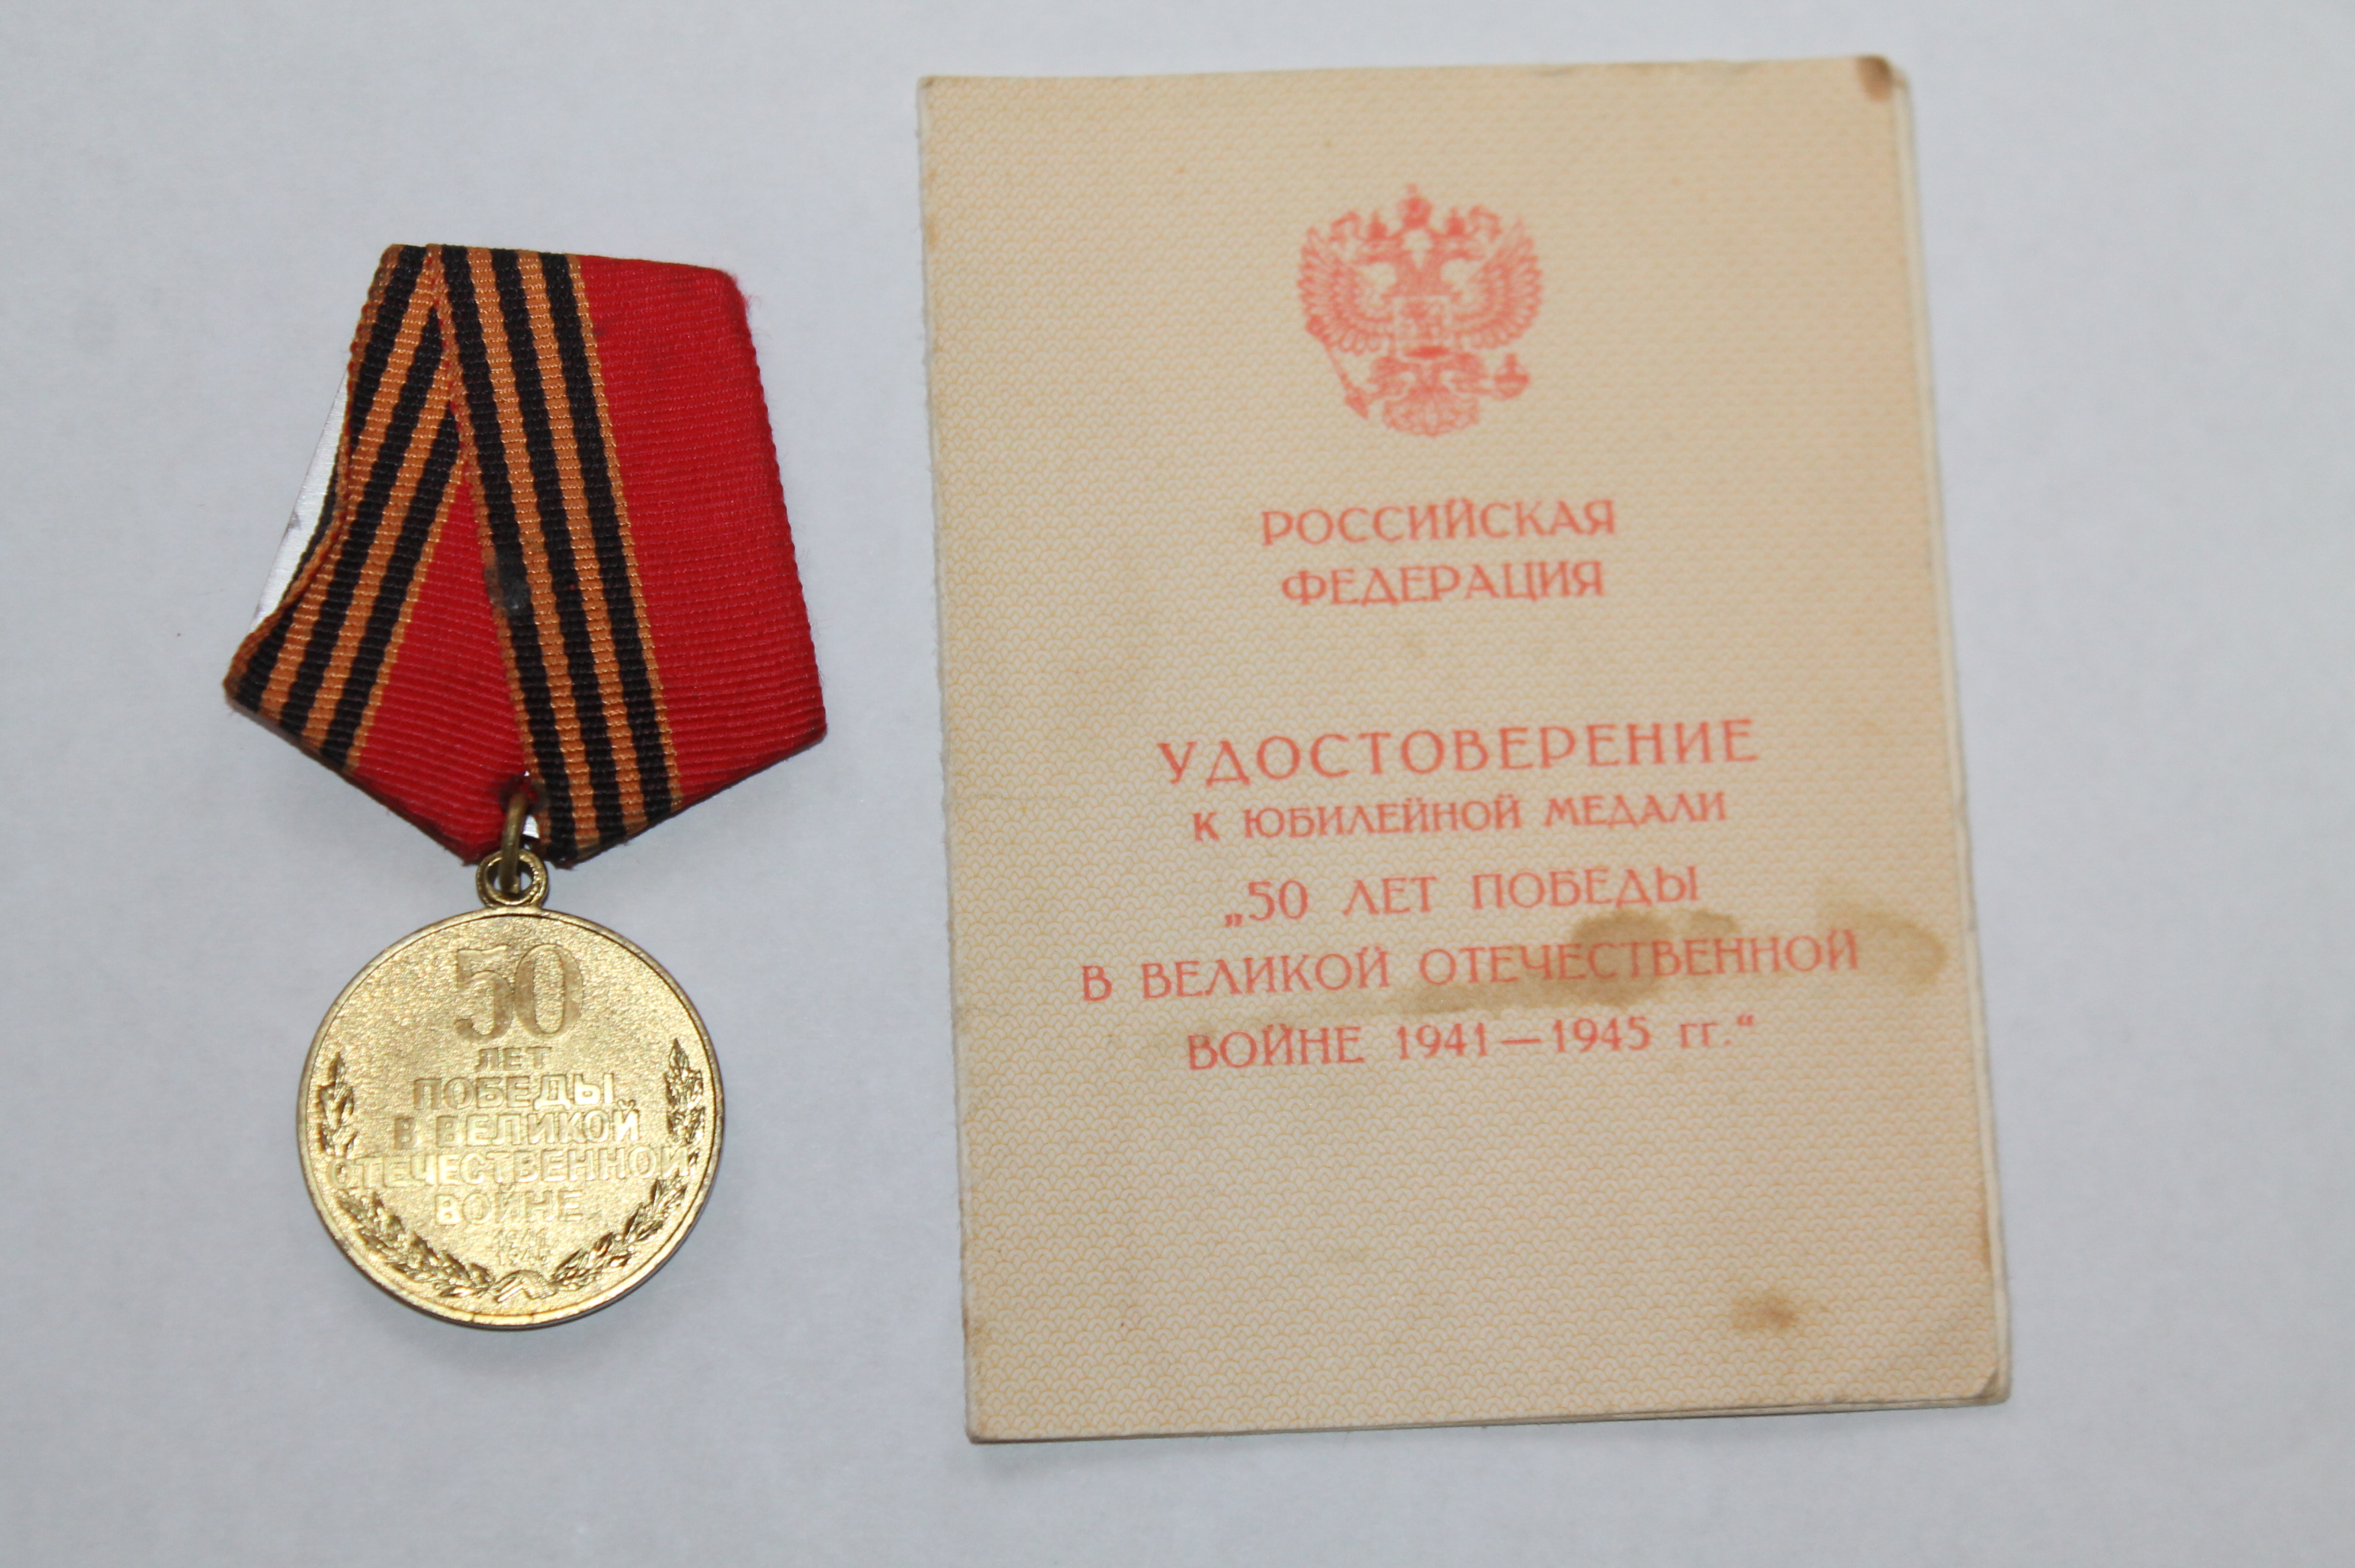 50
ЛЕТ
ПОБЕДЫ
В ВЕЛИКОЙ
ОТЕЧЕСТВЕННОЙ
ВОЙНЕ
РОССИЙСКАЯ
ФЕДЕРАЦИЯ
УДОСТОВЕРЕНИЕ
К ЮБИЛЕЙНОЙ МЕДАЛИ
„50 ЛЕТ ПОБЕДЫ
В ВЕЛИКОЙ ОТЕЧЕСТВЕННОЙ
ВОЙНЕ 1941—1945 гг.“